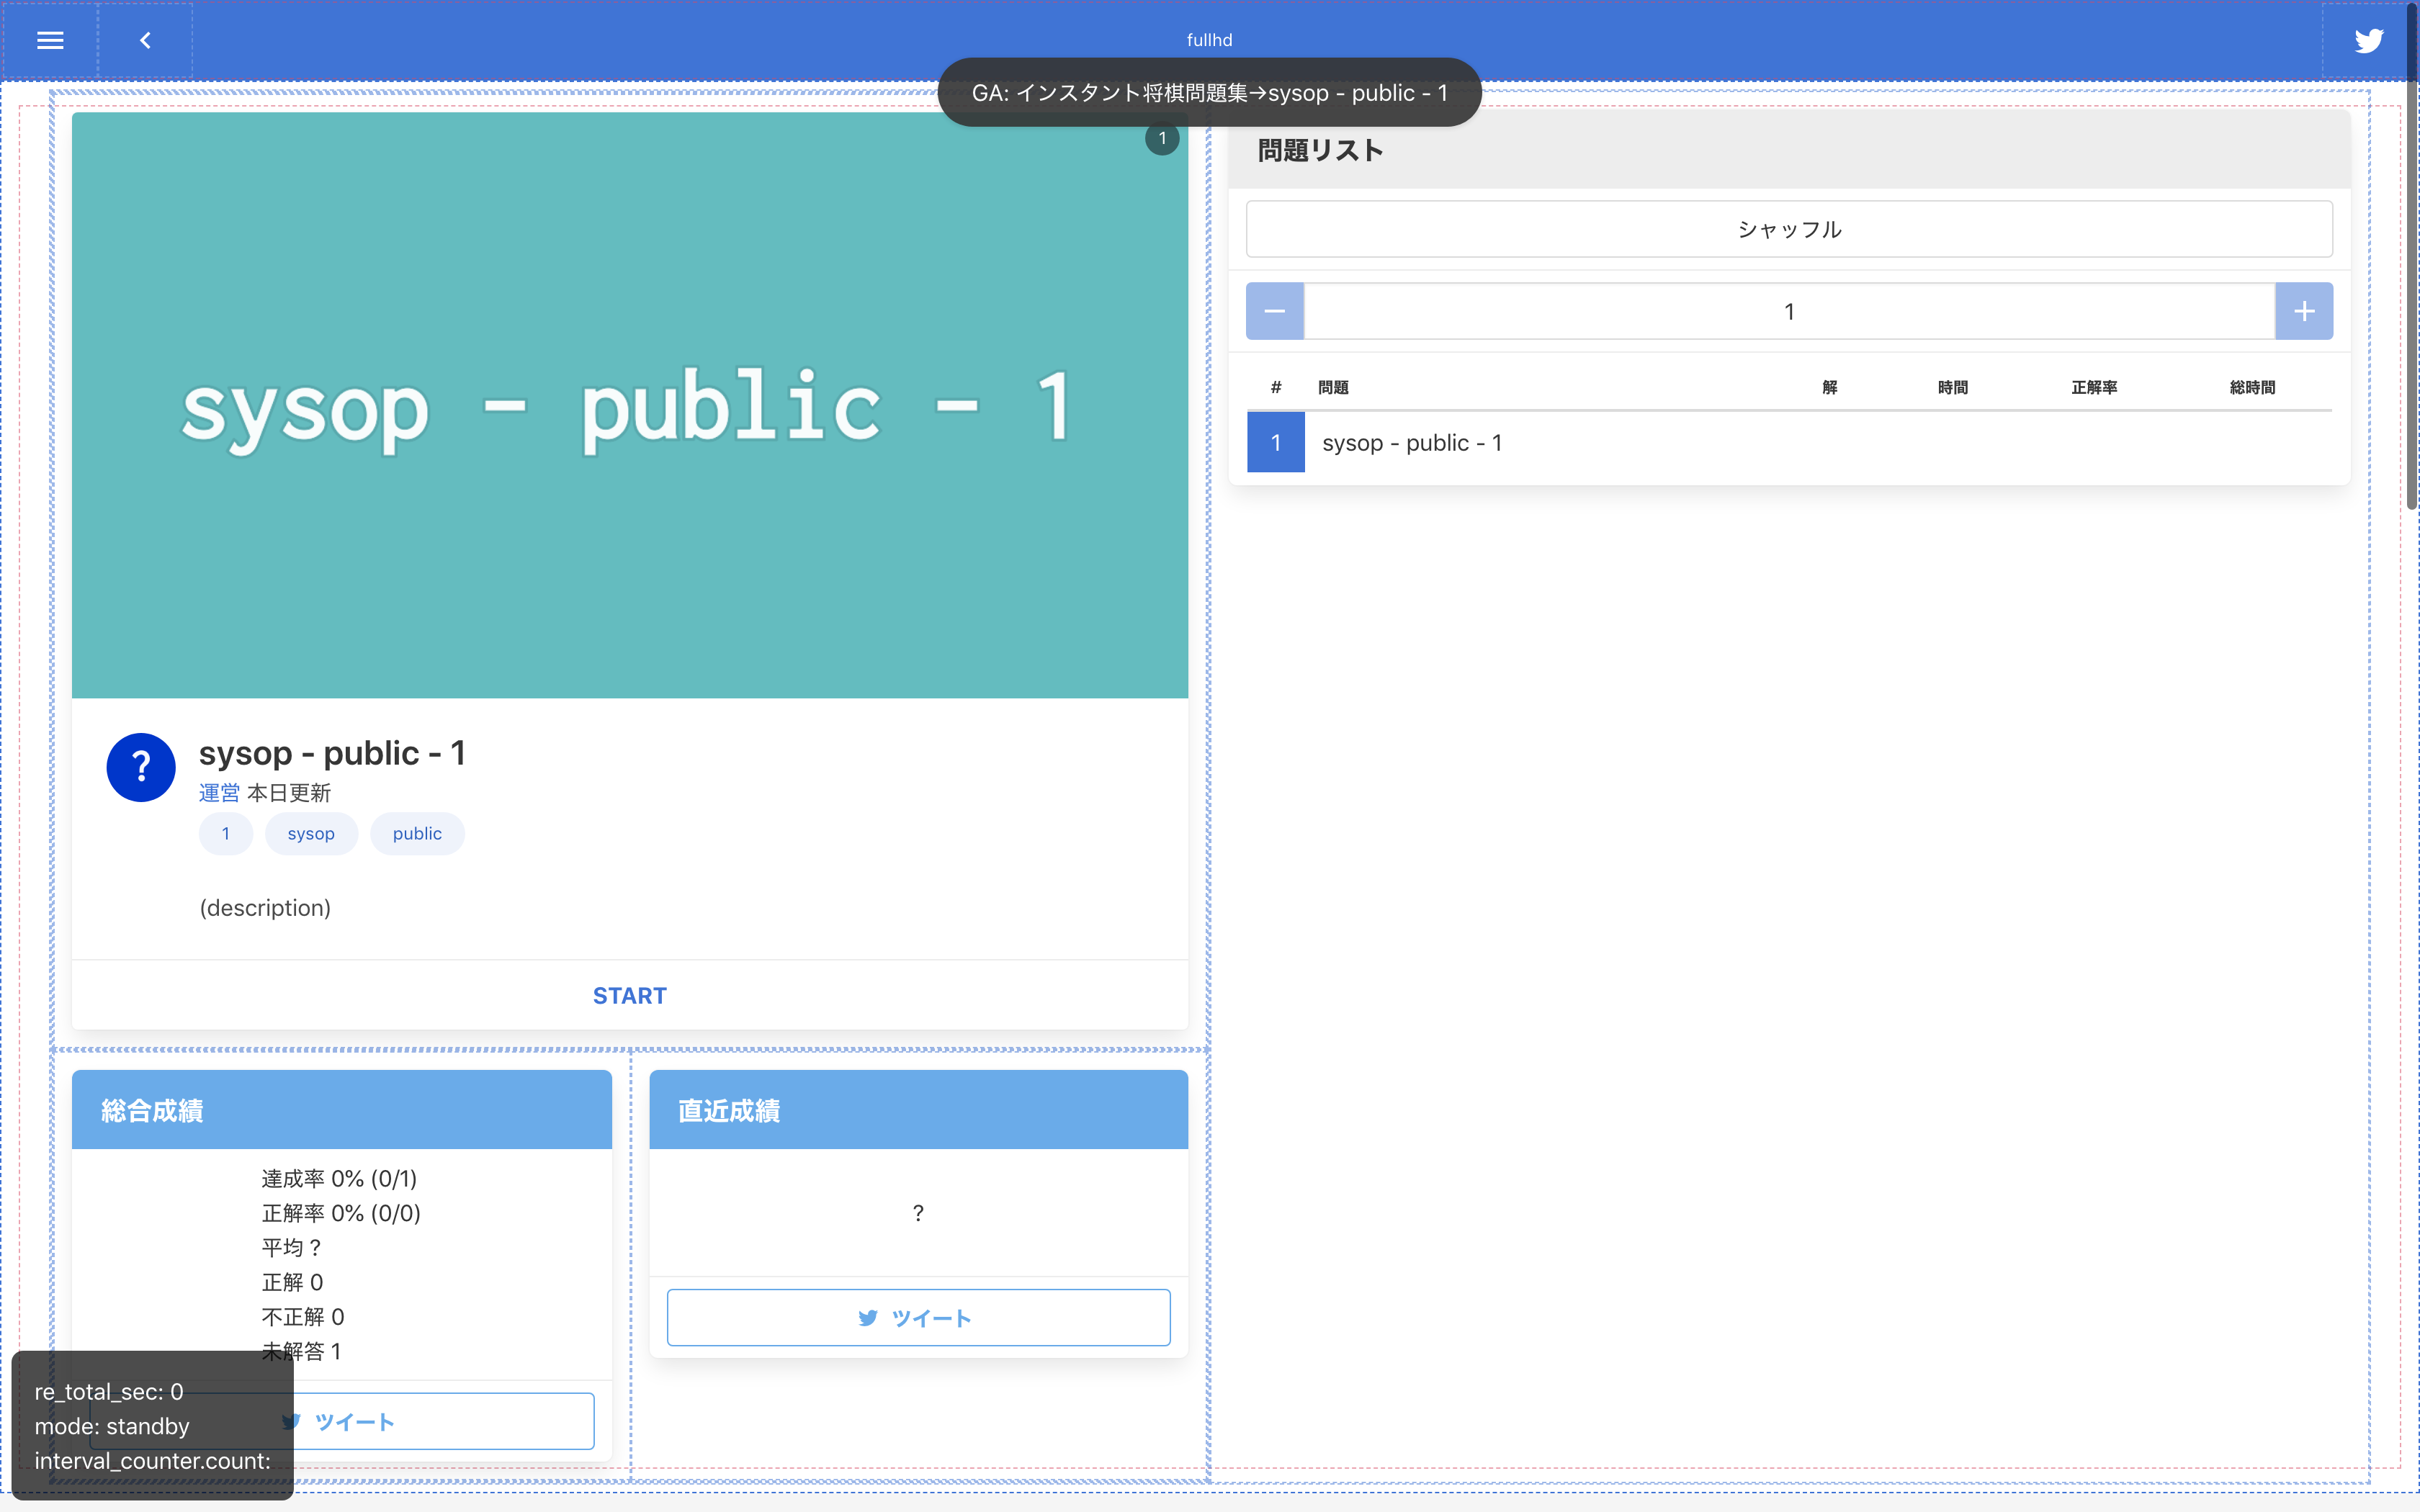 fullhd
GA: インスタント将棋問題集→sysop - public - 1
1
sysop - public - 1
?
sysop - public - 1
運営 本日更新
1 sysop public
(description)
START
総合成績
達成率 0% (0/1)
正解率 0% (0/0)
平均 ?
正解 0
不正解 0
未解答 1
ツイート
直近成績
?
ツイート
問題リスト
シャッフル
1
# 問題 解 時間 正解率 総時間
1 sysop - public - 1
re_total_sec: 0
mode: standby
interval_counter.count: